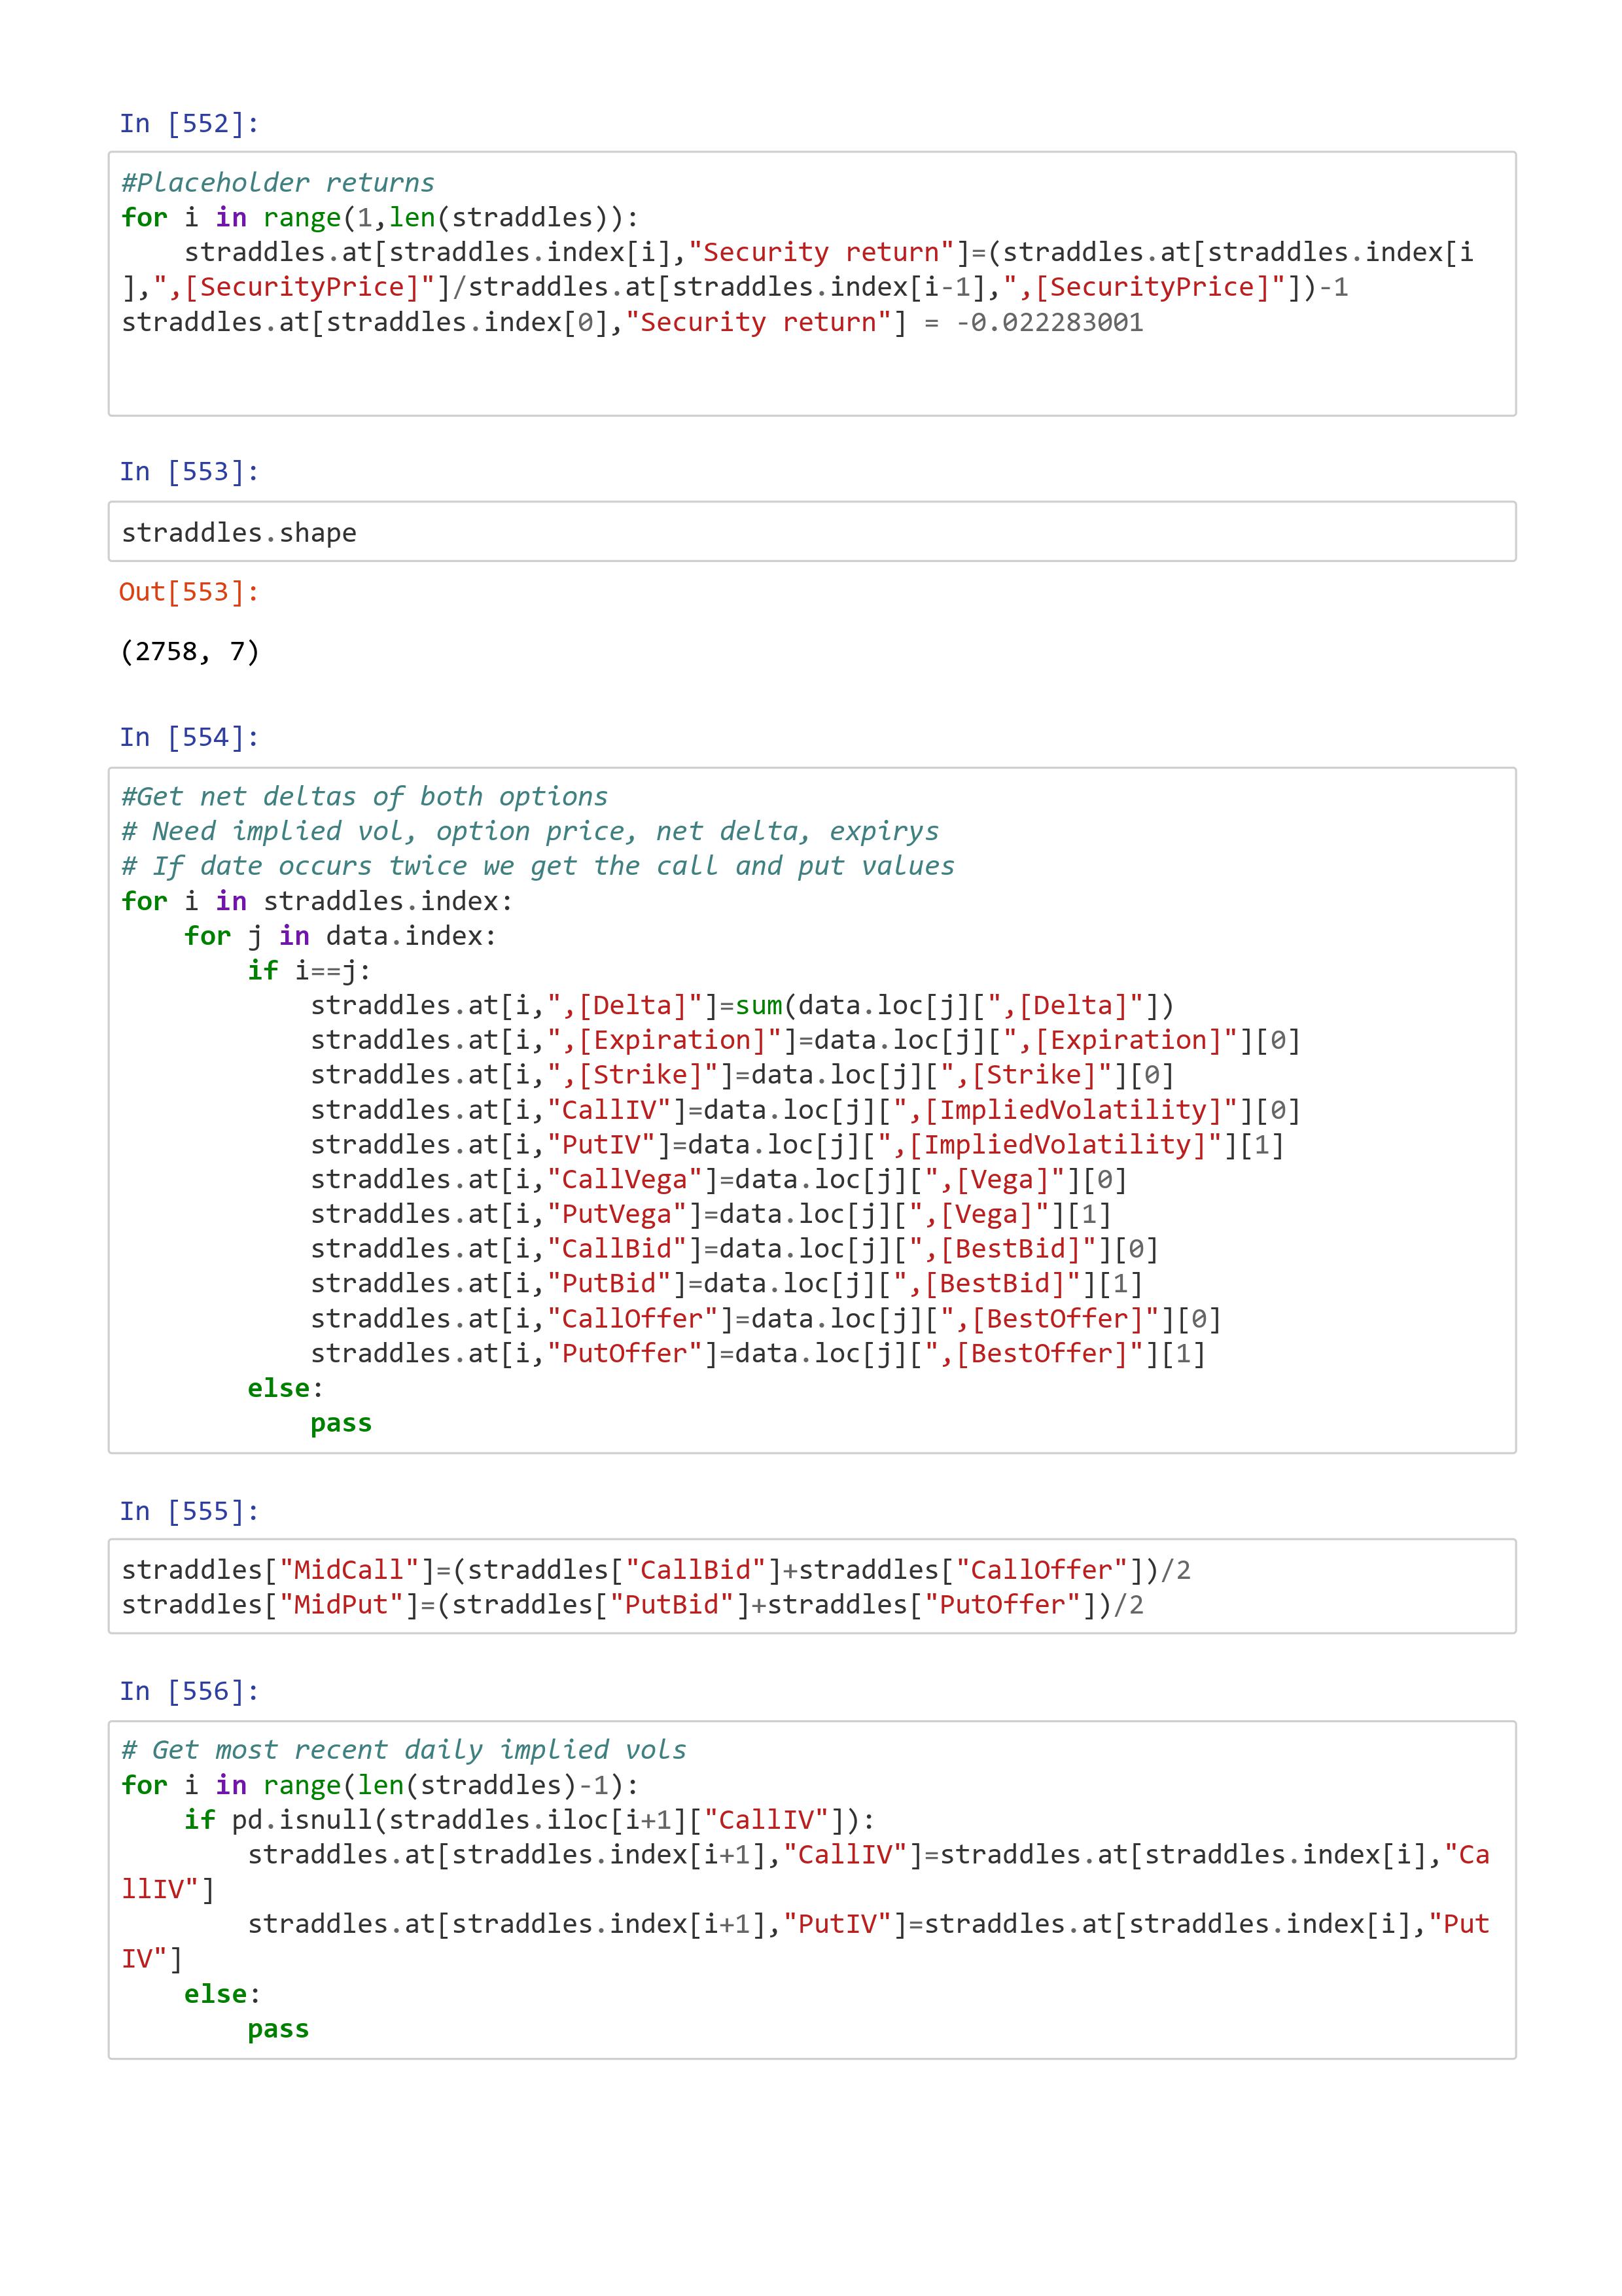 In [552]:
#Placeholder returns
for i in range(1,len(straddles)):
    straddles.at[straddles.index[i],"Security return"]=(straddles.at[straddles.index[i
],",[SecurityPrice]"]/straddles.at[straddles.index[i-1],",[SecurityPrice]"])-1
straddles.at[straddles.index[0],"Security return"] = -0.022283001
In [553]:
straddles.shape
Out[553]:
(2758, 7)
In [554]:
#Get net deltas of both options
# Need implied vol, option price, net delta, expirys
# If date occurs twice we get the call and put values
for i in straddles.index:
    for j in data.index:
        if i==j:
            straddles.at[i,",[Delta]"]=sum(data.loc[j][",[Delta]"])
            straddles.at[i,",[Expiration]"]=data.loc[j][",[Expiration]"][0]
            straddles.at[i,",[Strike]"]=data.loc[j][",[Strike]"][0]
            straddles.at[i,"CallIV"]=data.loc[j][",[ImpliedVolatility]"][0]
            straddles.at[i,"PutIV"]=data.loc[j][",[ImpliedVolatility]"][1]
            straddles.at[i,"CallVega"]=data.loc[j][",[Vega]"][0]
            straddles.at[i,"PutVega"]=data.loc[j][",[Vega]"][1]
            straddles.at[i,"CallBid"]=data.loc[j][",[BestBid]"][0]
            straddles.at[i,"PutBid"]=data.loc[j][",[BestBid]"][1]
            straddles.at[i,"CallOffer"]=data.loc[j][",[BestOffer]"][0]
            straddles.at[i,"PutOffer"]=data.loc[j][",[BestOffer]"][1]
        else:
            pass
In [555]:
straddles["MidCall"]=(straddles["CallBid"]+straddles["CallOffer"])/2
straddles["MidPut"]=(straddles["PutBid"]+straddles["PutOffer"])/2
In [556]:
# Get most recent daily implied vols
for i in range(len(straddles)-1):
    if pd.isnull(straddles.iloc[i+1]["CallIV"]):
        straddles.at[straddles.index[i+1],"CallIV"]=straddles.at[straddles.index[i],"Ca
llIV"]
        straddles.at[straddles.index[i+1],"PutIV"]=straddles.at[straddles.index[i],"Put
IV"]
    else:
        pass